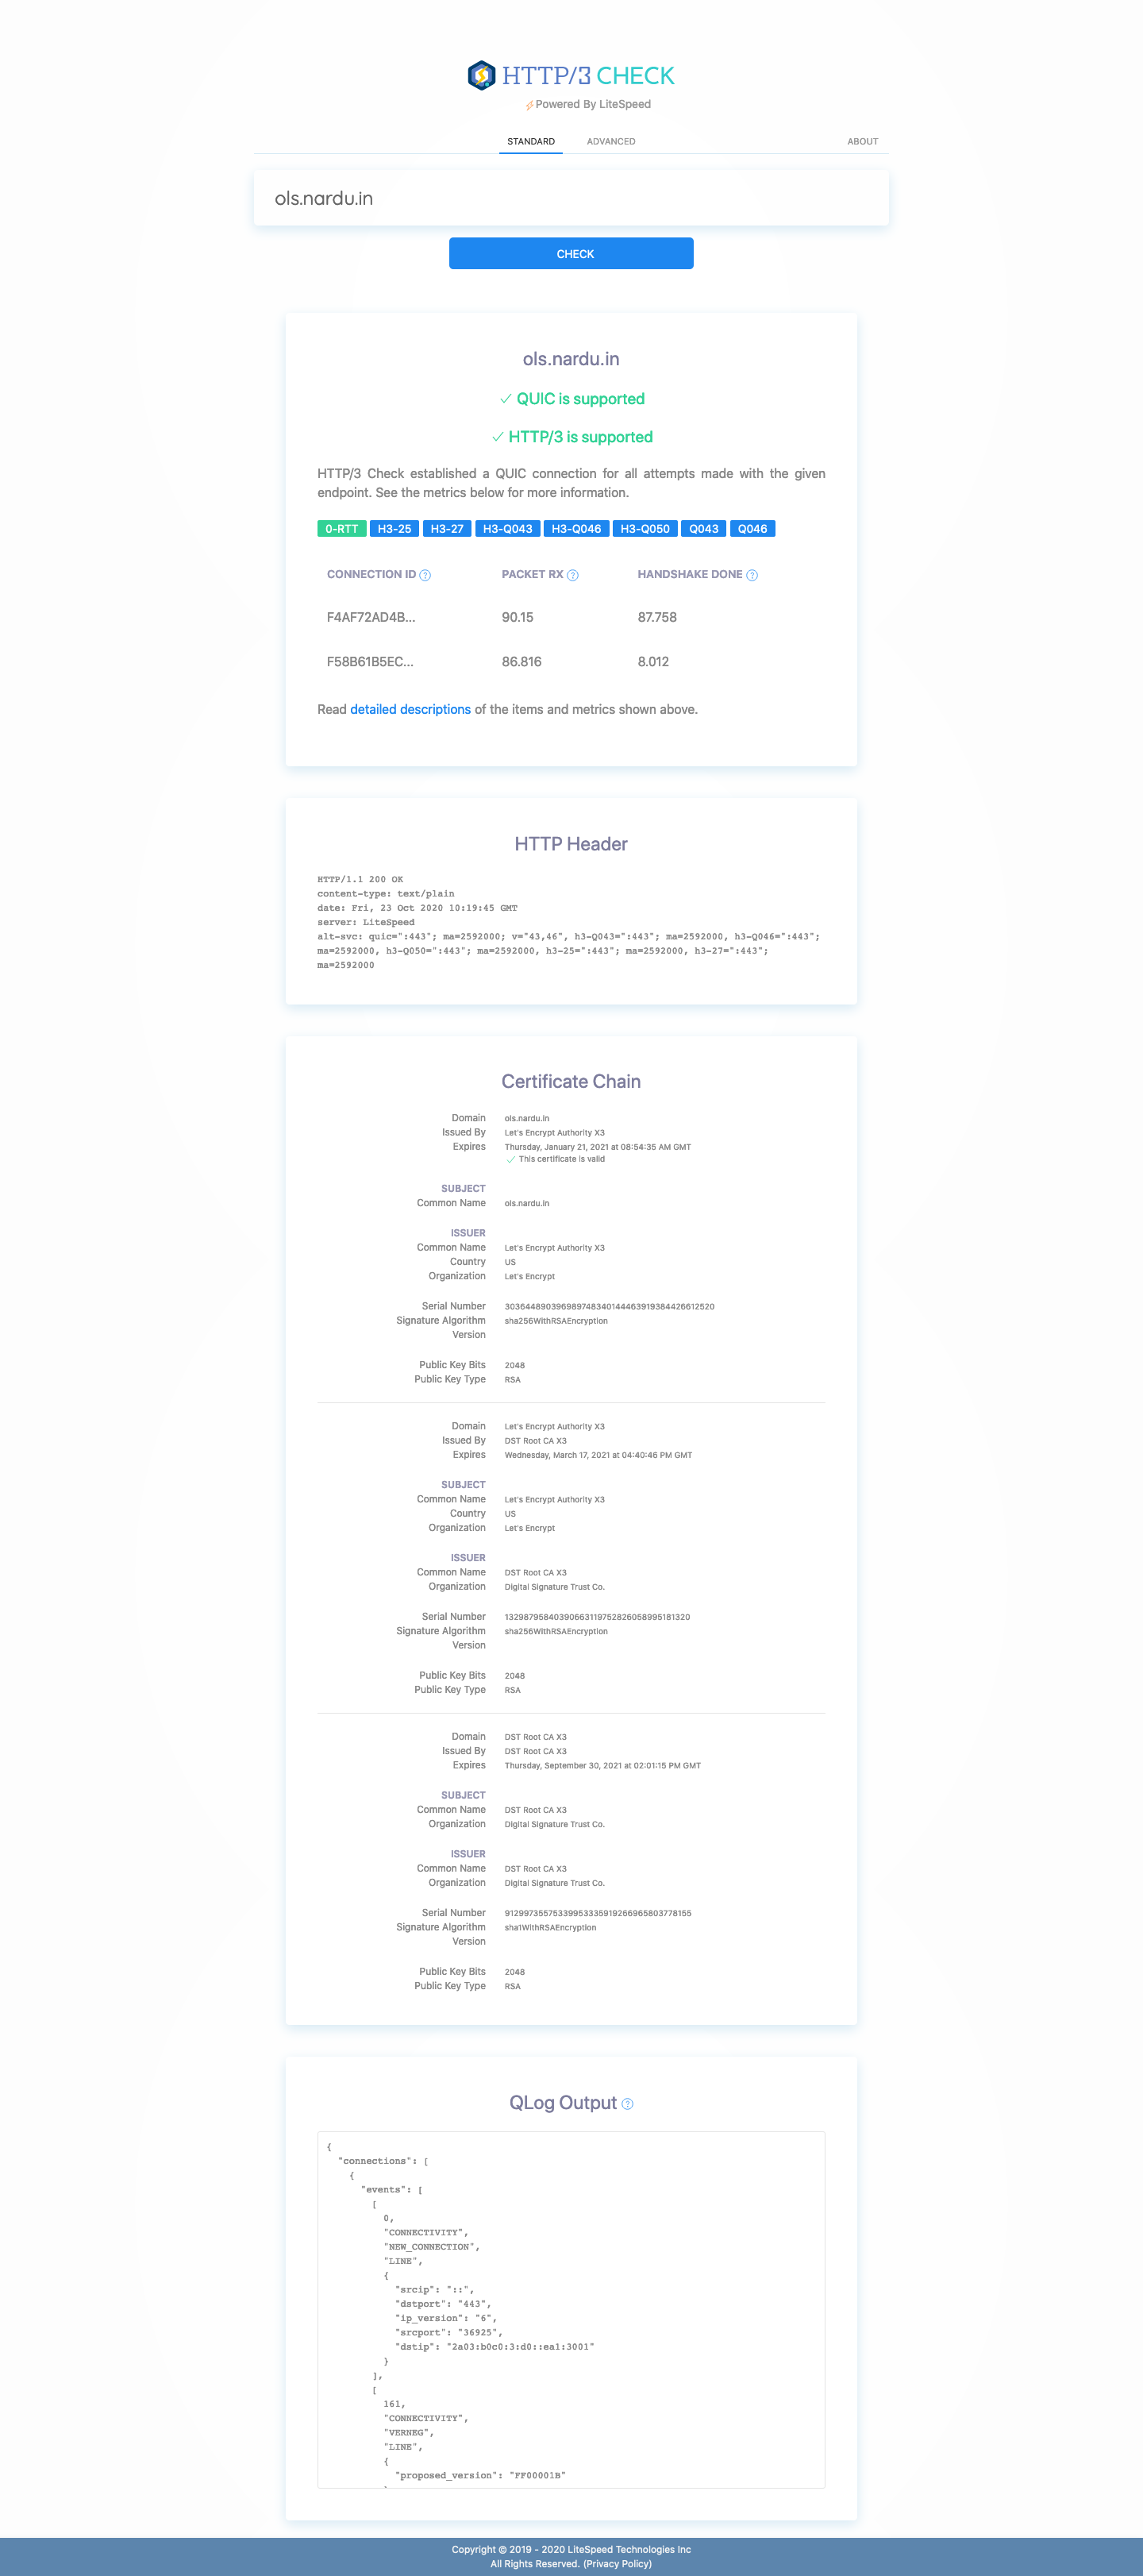 HTTP/3 CHECK
Powered By LiteSpeed
STANDARD ADVANCED ABOUT
ols.nardu.in
CHECK
ols.nardu.in
QUIC is supported
HTTP/3 is supported
HTTP/3 Check established a QUIC connection for all attempts made with the given
endpoint. See the metrics below for more information.
0-RTT H3-25 H3-27 H3-Q043 H3-Q046 H3-Q050 Q043 Q046
CONNECTION ID PACKET RX HANDSHAKE DONE
F4AF72AD4B... 90.15 87.758
F58B61B5EC... 86.816 8.012
Read detailed descriptions of the items and metrics shown above.
HTTP Header
HTTP/1.1 200 OK
content-type: text/plain
date: Fri, 23 Oct 2020 10:19:45 GMT
server: LiteSpeed
alt-svc: quic=":443"; ma=2592000; v="43,46", h3-Q043=":443"; ma=2592000, h3-Q046=":443";
ma=2592000, h3-Q050=":443"; ma=2592000, h3-25=":443"; ma=2592000, h3-27=":443";
ma=2592000
Certificate Chain
Domain ols.nardu.in
Issued By Let's Encrypt Authority X3
Expires Thursday, January 21, 2021 at 08:54:35 AM GMT
This certificate is valid
SUBJECT
Common Name ols.nardu.in
ISSUER
Common Name Let's Encrypt Authority X3
Country US
Organization Let's Encrypt
Serial Number 303644890396989748340144463919384426612520
Signature Algorithm sha256WithRSAEncryption
Version
Public Key Bits 2048
Public Key Type RSA
Domain Let's Encrypt Authority X3
Issued By DST Root CA X3
Expires Wednesday, March 17, 2021 at 04:40:46 PM GMT
SUBJECT
Common Name Let's Encrypt Authority X3
Country US
Organization Let's Encrypt
ISSUER
Common Name DST Root CA X3
Organization Digital Signature Trust Co.
Serial Number 13298795840390663119752826058995181320
Signature Algorithm sha256WithRSAEncryption
Version
Public Key Bits 2048
Public Key Type RSA
Domain DST Root CA X3
Issued By DST Root CA X3
Expires Thursday, September 30, 2021 at 02:01:15 PM GMT
SUBJECT
Common Name DST Root CA X3
Organization Digital Signature Trust Co.
ISSUER
Common Name DST Root CA X3
Organization Digital Signature Trust Co.
Serial Number 91299735575339953335919266965803778155
Signature Algorithm sha1WithRSAEncryption
Version
Public Key Bits 2048
Public Key Type RSA
QLog Output
{
"connections": [
{
"events": [
[
0,
"CONNECTIVITY",
"NEW_CONNECTION",
"LINE",
{
"srcip": "::",
"dstport": "443",
"ip_version": "6",
"srcport": "36925",
"dstip": "2a03:b0c0:3:d0::ea1:3001"
}
],
[
161,
"CONNECTIVITY",
"VERNEG",
"LINE",
{
"proposed_version": "FF00001B"
Copyright © 2019 - 2020 LiteSpeed Technologies Inc
All Rights Reserved. (Privacy Policy)